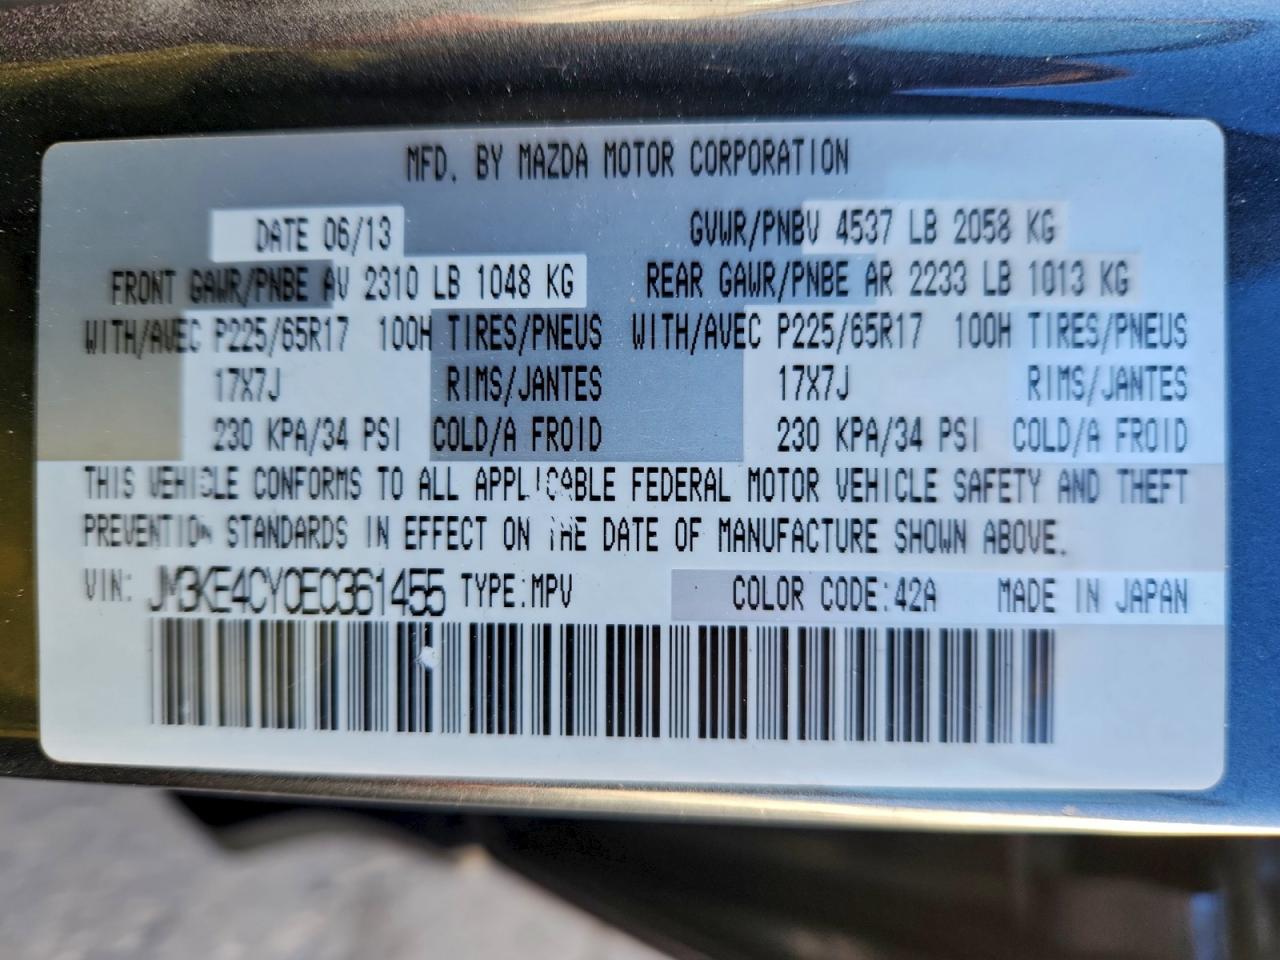 MFD. BY MAZDA MOTOR CORPORATION
DATE 06/13 GVWR/PNBV 4537 LB 2058 KG
FRONT GAWR/PNBE AV 2310 LB 1048 KG REAR GAWR/PNBE AR 2233 LB 1013 KG
WITH/AVEC P225/65R17 100H TIRES/PNEUS WITH/AVEC P225/65R17 100H TIRES/PNEUS
17X7J RIMS/JANTES 17X7J RIMS/JANTES
230 KPA/34 PSI COLD/A FROID 230 KPA/34 PSI COLD/A FROID
THIS VEHICLE CONFORMS TO ALL APPLICABLE FEDERAL MOTOR VEHICLE SAFETY AND THEFT
PREVENTION STANDARDS IN EFFECT ON THE DATE OF MANUFACTURE SHOWN ABOVE.
VIN: JM3KE4CY0E0361455 TYPE:MPV COLOR CODE:42A MADE IN JAPAN